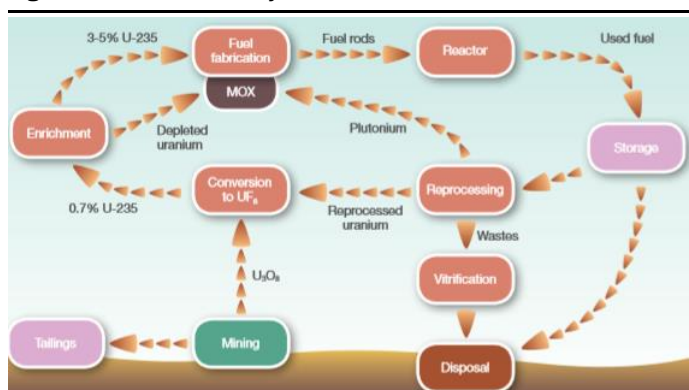 3-5% U-235
Fuel
fabrication
Fuel rods
Reactor
Used fuel
MOX
Enrichment
Depleted
uranium
Plutonium
Storage
Conversion
to UF₆
Reprocessing
0.7% U-235
Reprocessed
uranium
Wastes
U₃O₈
Vitrification
Tailings
Mining
Disposal